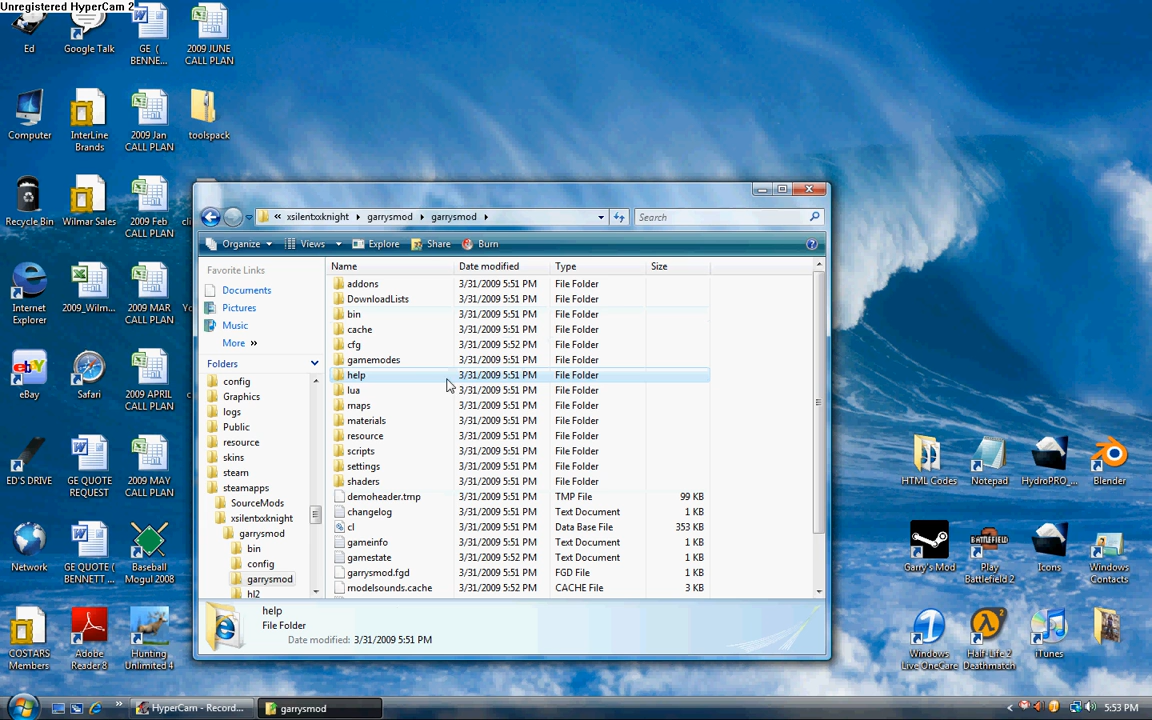 Unregistered HyperCam 2
Ed
Google Talk
GE (
BENNE...
2009 JUNE
CALL PLAN
Computer
InterLine
Brands
2009 Jan
CALL PLAN
toolspack
Recycle Bin
Wilmar Sales
2009 Feb
CALL PLAN
Internet
Explorer
2009_Wilm...
2009 MAR
CALL PLAN
eBay
Safari
2009 APRIL
CALL PLAN
ED'S DRIVE
GE QUOTE
REQUEST
2009 MAY
CALL PLAN
Network
GE QUOTE (
BENNETT ...
Baseball
Mogul 2008
COSTARS
Members
Adobe
Reader 8
Hunting
Unlimited 4
« xsilentxxknight garrysmod garrysmod
Search
Organize Views Explore Share Burn
Favorite Links
Documents
Pictures
Music
More »
Folders
config
Graphics
logs
Public
resource
skins
steam
steamapps
SourceMods
xsilentxxknight
garrysmod
bin
config
garrysmod
hl2
Name Date modified Type Size
addons 3/31/2009 5:51 PM File Folder
DownloadLists 3/31/2009 5:51 PM File Folder
bin 3/31/2009 5:51 PM File Folder
cache 3/31/2009 5:51 PM File Folder
cfg 3/31/2009 5:52 PM File Folder
gamemodes 3/31/2009 5:51 PM File Folder
help 3/31/2009 5:51 PM File Folder
lua 3/31/2009 5:51 PM File Folder
maps 3/31/2009 5:51 PM File Folder
materials 3/31/2009 5:51 PM File Folder
resource 3/31/2009 5:51 PM File Folder
scripts 3/31/2009 5:51 PM File Folder
settings 3/31/2009 5:51 PM File Folder
shaders 3/31/2009 5:51 PM File Folder
demoheader.tmp 3/31/2009 5:51 PM TMP File 99 KB
changelog 3/31/2009 5:51 PM Text Document 1 KB
cl 3/31/2009 5:51 PM Data Base File 353 KB
gameinfo 3/31/2009 5:51 PM Text Document 1 KB
gamestate 3/31/2009 5:52 PM Text Document 1 KB
garrysmod.fgd 3/31/2009 5:51 PM FGD File 1 KB
modelsounds.cache 3/31/2009 5:52 PM CACHE File 3 KB
help
File Folder
Date modified: 3/31/2009 5:51 PM
HTML Codes
Notepad
HydroPRO_...
Blender
Garry's Mod
Play
Battlefield 2
Icons
Windows
Contacts
Windows
Live OneCare
Half-Life 2
Deathmatch
iTunes
HyperCam - Record...
garrysmod
5:53 PM